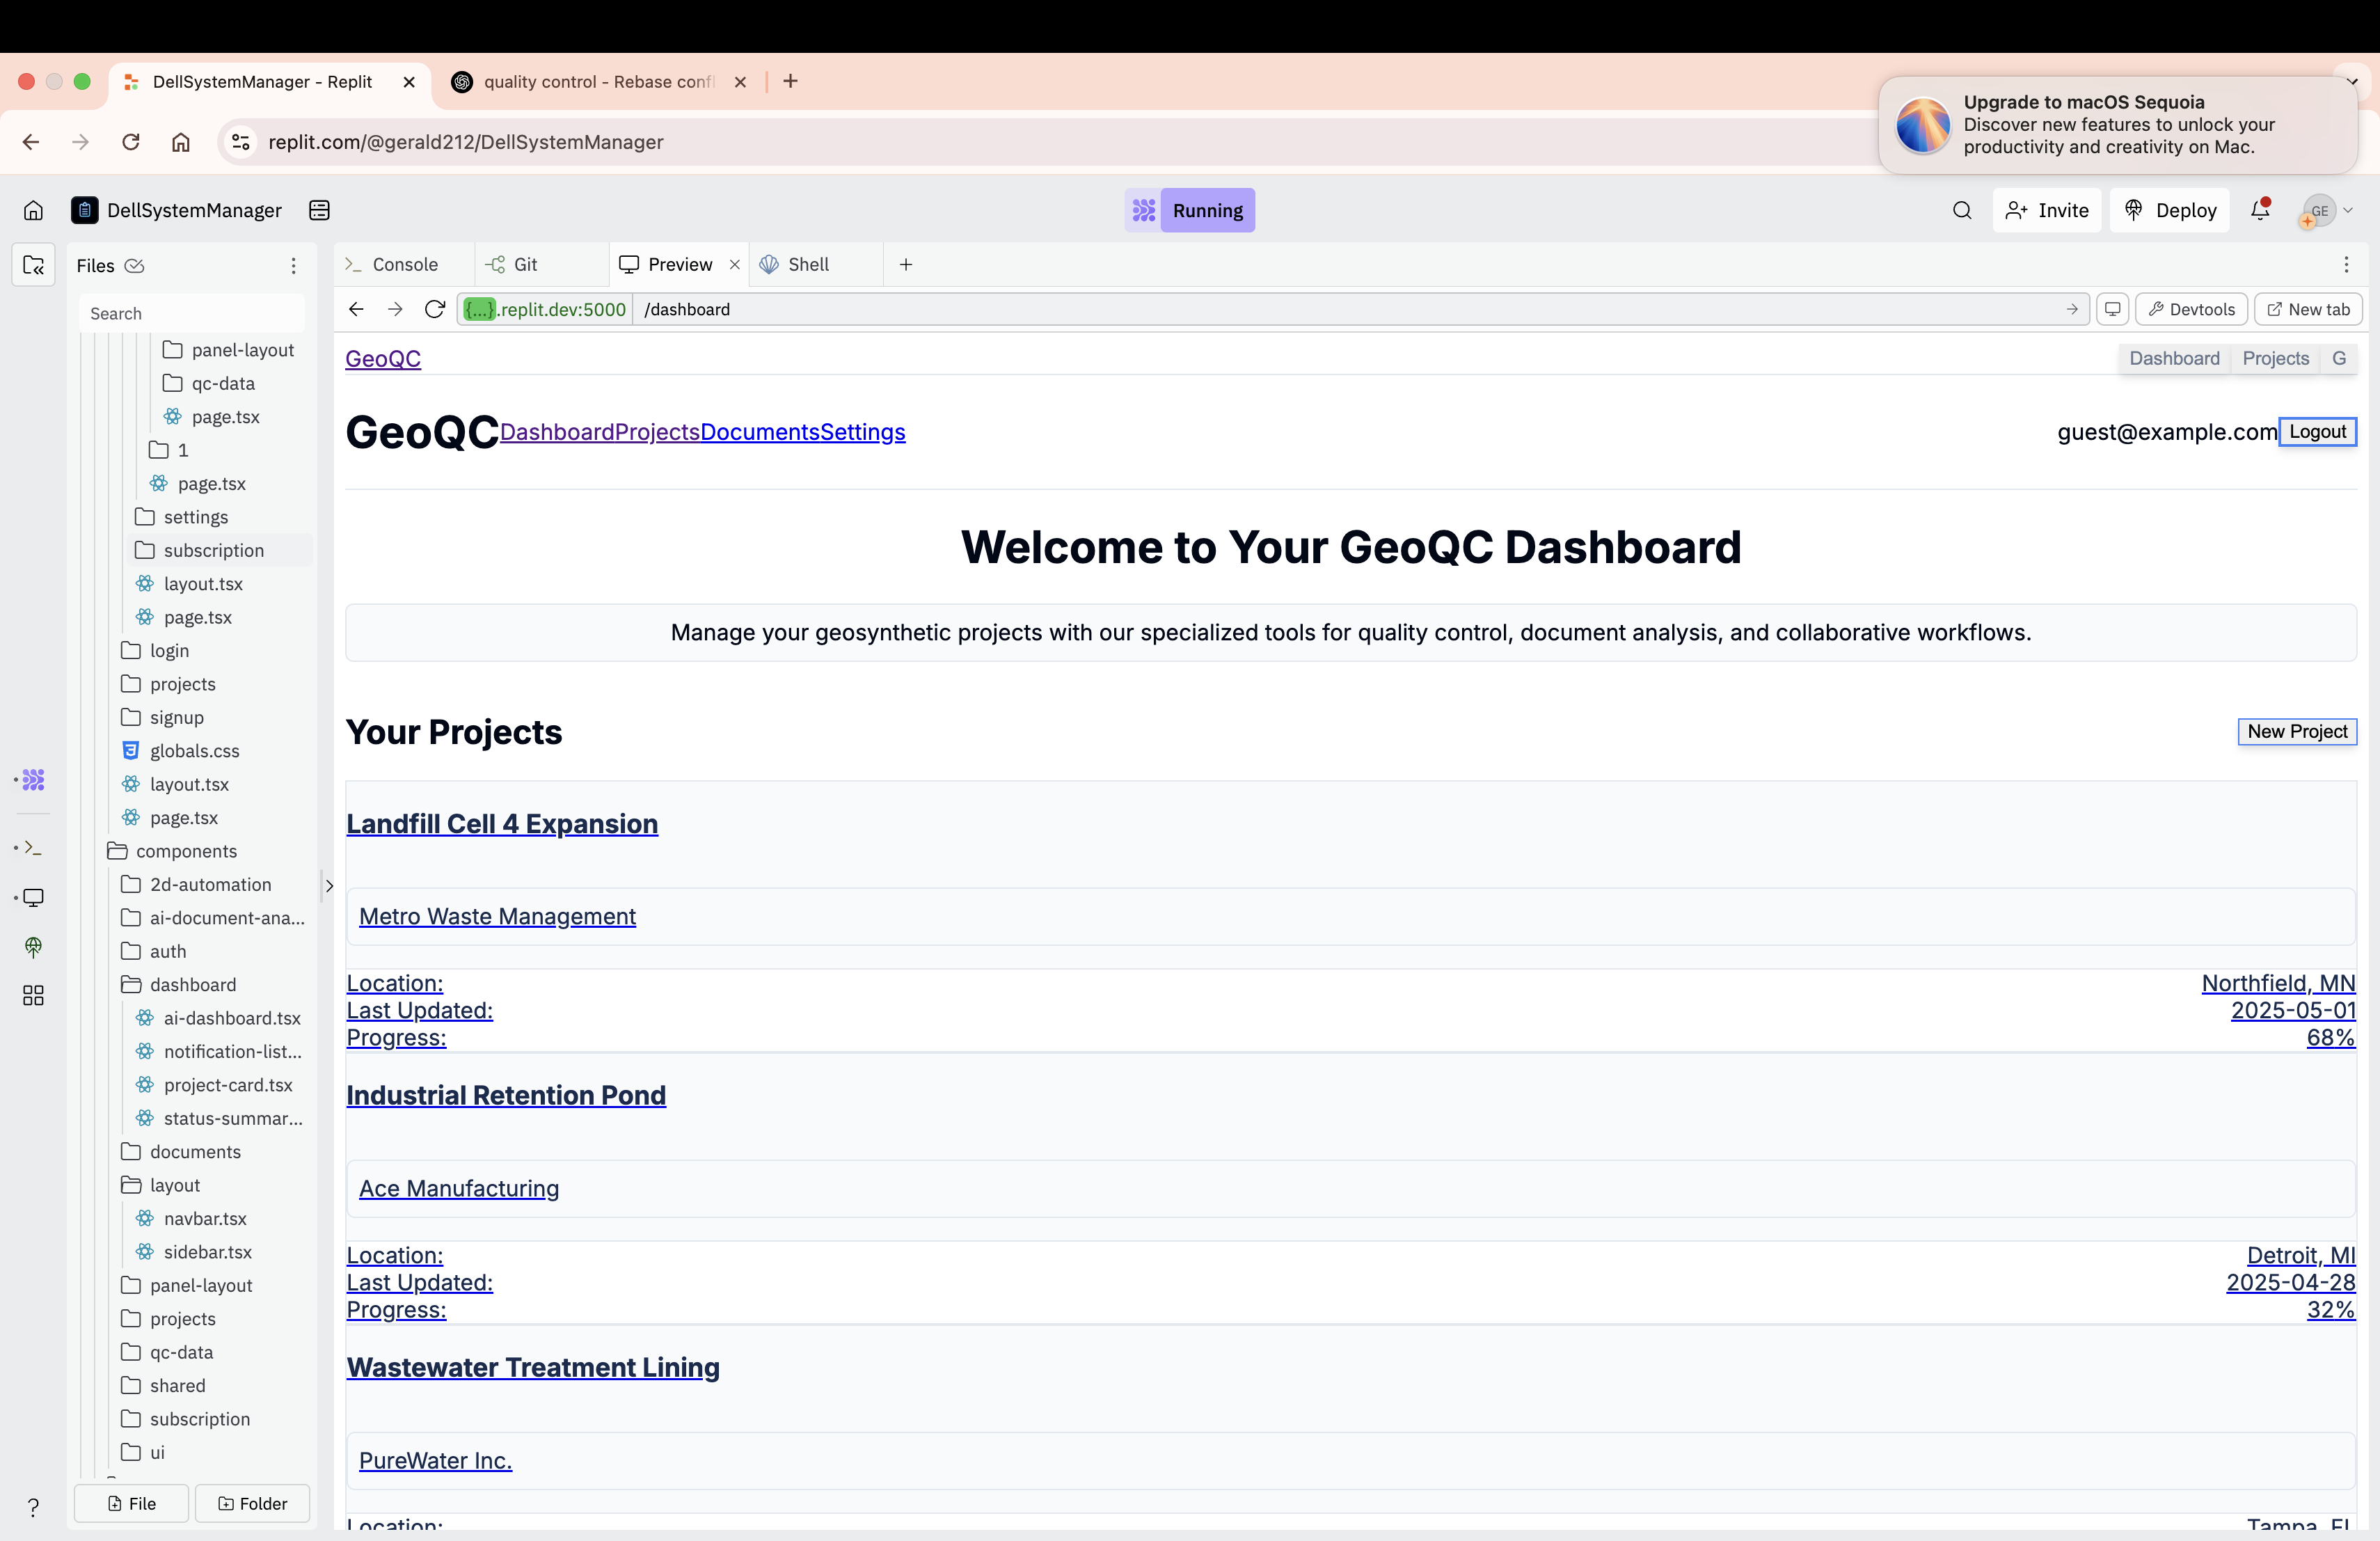 DellSystemManager - Replit
quality control - Rebase confl
Upgrade to macOS Sequoia
Discover new features to unlock your
productivity and creativity on Mac.
replit.com/@gerald212/DellSystemManager
DellSystemManager
Running
Invite
Deploy
GE
Files
Console
Git
Preview
Shell
Search
{...}.replit.dev:5000
/dashboard
Devtools
New tab
panel-layout
qc-data
page.tsx
1
page.tsx
settings
subscription
layout.tsx
page.tsx
login
projects
signup
globals.css
layout.tsx
page.tsx
components
2d-automation
ai-document-ana...
auth
dashboard
ai-dashboard.tsx
notification-list...
project-card.tsx
status-summar...
documents
layout
navbar.tsx
sidebar.tsx
panel-layout
projects
qc-data
shared
subscription
ui
File
Folder
?
GeoQC
Dashboard Projects G
GeoQC
DashboardProjectsDocumentsSettings
guest@example.com
Logout
Welcome to Your GeoQC Dashboard
Manage your geosynthetic projects with our specialized tools for quality control, document analysis, and collaborative workflows.
Your Projects
New Project
Landfill Cell 4 Expansion
Metro Waste Management
Location: Northfield, MN
Last Updated: 2025-05-01
Progress: 68%
Industrial Retention Pond
Ace Manufacturing
Location: Detroit, MI
Last Updated: 2025-04-28
Progress: 32%
Wastewater Treatment Lining
PureWater Inc.
Location: Tampa, FL